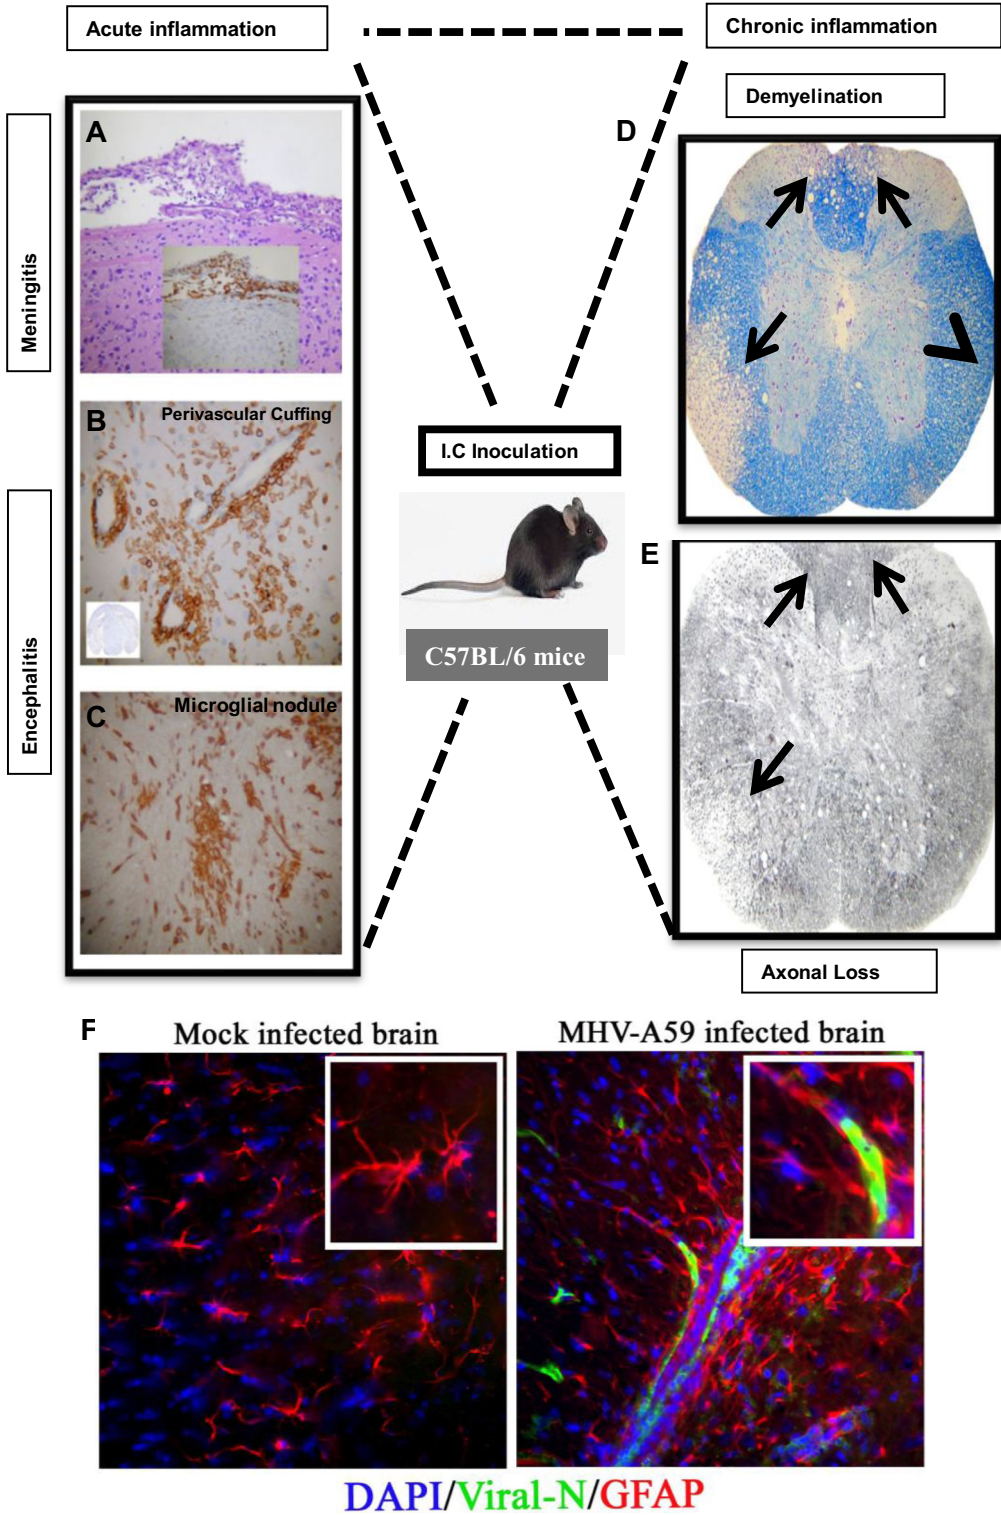 Acute inflammation
Chronic inflammation
Demyelination
Meningitis
A
D
B
Perivascular Cuffing
I.C Inoculation
Encephalitis
E
C57BL/6 mice
C
Microglial nodule
Axonal Loss
F
Mock infected brain
MHV-A59 infected brain
DAPI/Viral-N/GFAP